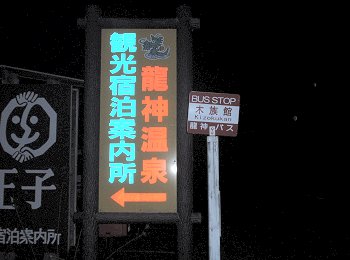 龍神温泉
観光宿泊案内所
BUS STOP
木族館
Kizokukan
龍神バス
王子
宿泊案内所